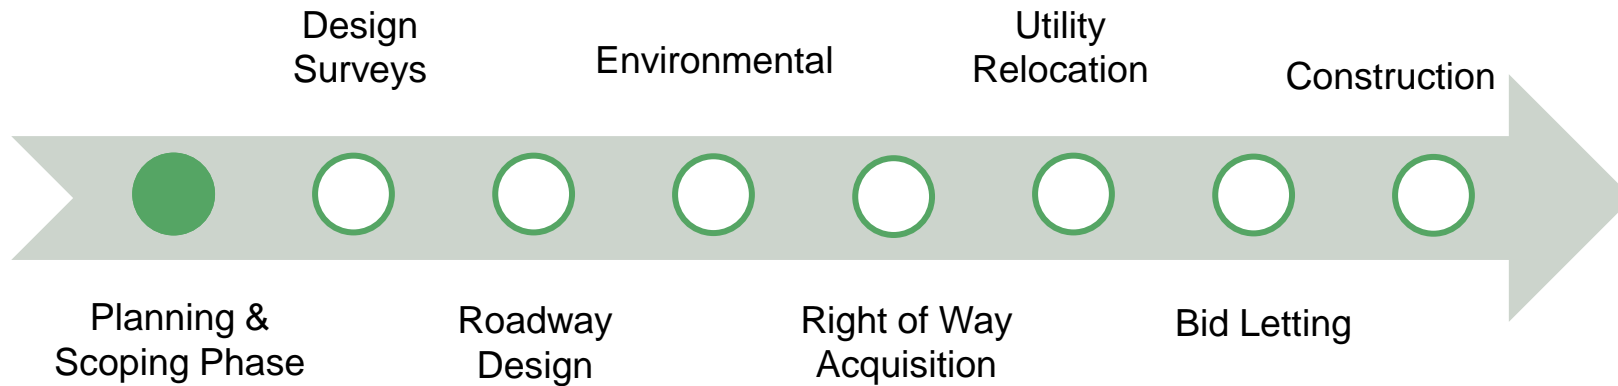 Design
Surveys
Environmental
Utility
Relocation
Construction
Planning &
Scoping Phase
Roadway
Design
Right of Way
Acquisition
Bid Letting